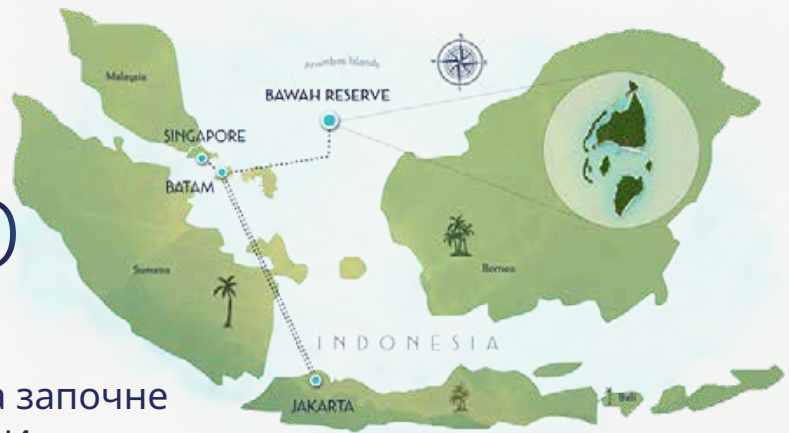 Anambas Islands
Malaysia
BAWAH RESERVE
SINGAPORE
BATAM
Sumatra
Borneo
INDONESIA
а започне
JAKARTA
Bali